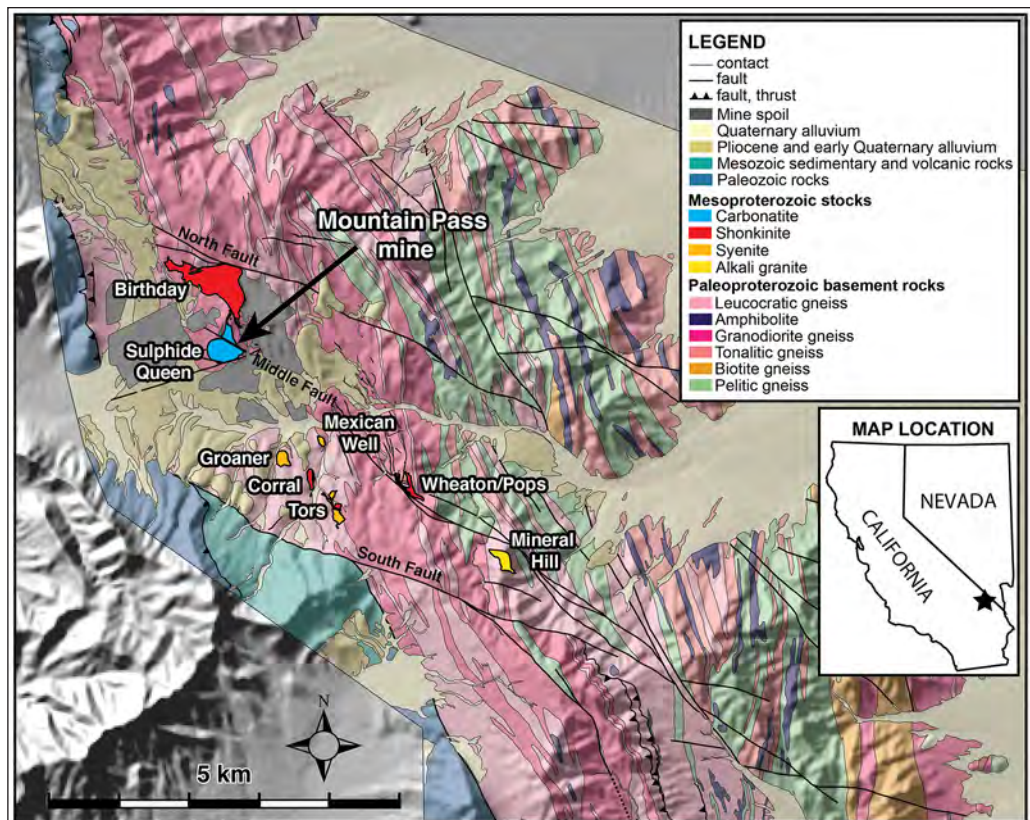 LEGEND
contact
fault
fault, thrust
Mine spoil
Quaternary alluvium
Pliocene and early Quaternary alluvium
Mesozoic sedimentary and volcanic rocks
Paleozoic rocks
Mesoproterozoic stocks
Carbonatite
Shonkinite
Syenite
Alkali granite
Paleoproterozoic basement rocks
Leucocratic gneiss
Amphibolite
Granodiorite gneiss
Tonalitic gneiss
Biotite gneiss
Pelitic gneiss
Mountain Pass
mine
North Fault
Birthday
Sulphide
Queen
Middle Fault
Mexican
Well
Groaner
Corral
Tors
Wheaton/Pops
Mineral
Hill
South Fault
MAP LOCATION
NEVADA
CALIFORNIA
N
5 km